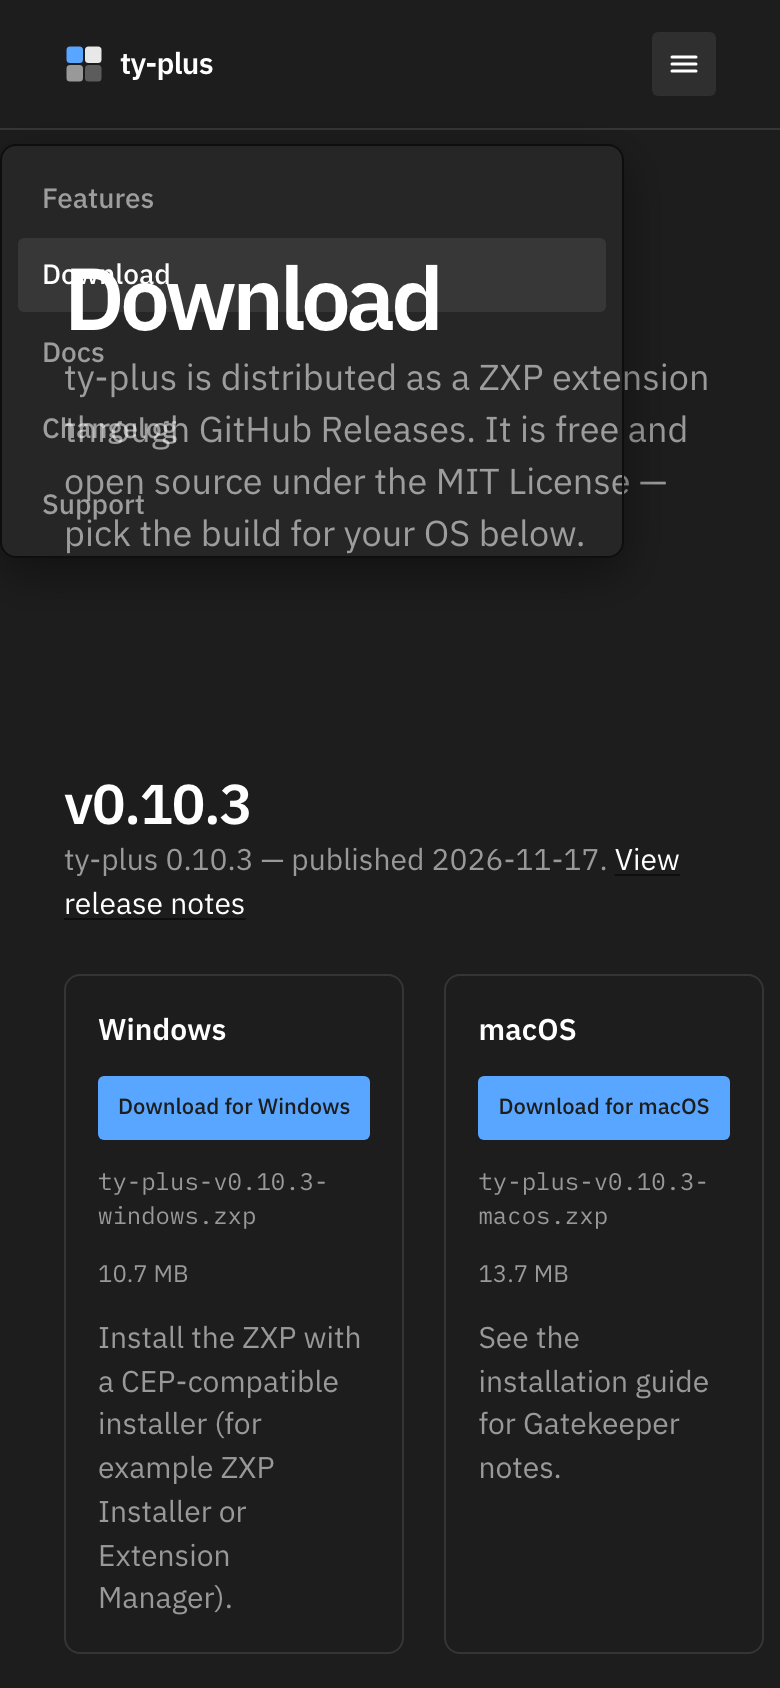 ty-plus
Features
Download
Docs
Changelog
Support
Download
ty-plus is distributed as a ZXP extension
through GitHub Releases. It is free and
open source under the MIT License —
pick the build for your OS below.
v0.10.3
ty-plus 0.10.3 — published 2026-11-17. View
release notes
Windows
Download for Windows
ty-plus-v0.10.3-
windows.zxp
10.7 MB
Install the ZXP with
a CEP-compatible
installer (for
example ZXP
Installer or
Extension
Manager).
macOS
Download for macOS
ty-plus-v0.10.3-
macos.zxp
13.7 MB
See the
installation guide
for Gatekeeper
notes.